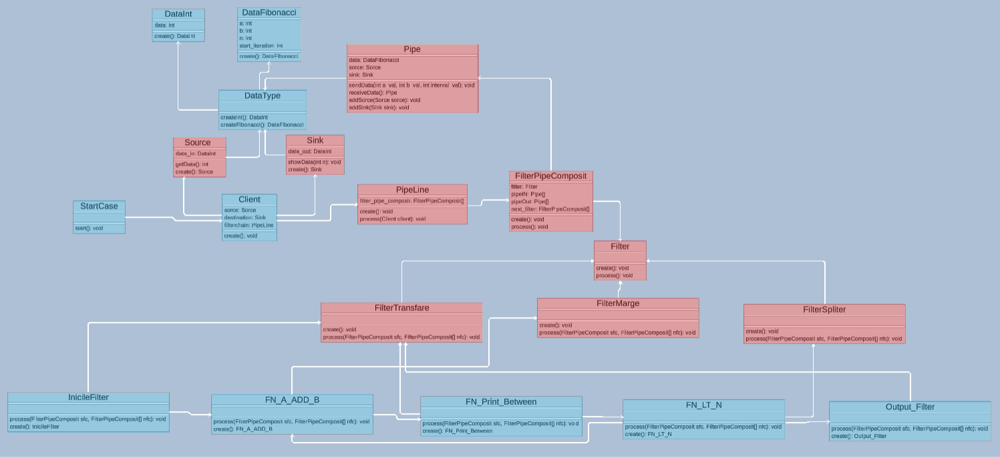 DataInt
data: int
create(): DataInt
DataFibonacci
a: int
b: int
n: int
start_iteration: int
create(): DataFibonacci
Pipe
data: DataFibonacci
sorce: Sorce
sink: Sink
sendData(int a_val, int b_val, int interval_val): void
receiveData(): Pipe
addSorce(Sorce sorce): void
addSink(Sink sink): void
DataType
createInt(): DataInt
createFibonacci(): DataFibonacci
Source
data_in: DataInt
getData(): int
create(): Sorce
Sink
data_out: DataInt
showData(int n): void
create(): Sink
StartCase
start(): void
Client
sorce: Sorce
destination: Sink
filterchain: PipeLine
create(): void
PipeLine
filter_pipe_composit: FilterPipeComposit[]
create(): void
process(Client client): void
FilterPipeComposit
filter: Filter
pipeIN: Pipe[]
pipeOut: Pipe[]
next_filter: FilterPipeComposit[]
create(): void
process(): void
Filter
create(): void
process(): void
FilterTransfare
create(): void
process(FilterPipeComposit sfc, FilterPipeComposit[] nfc): void
FilterMarge
create(): void
process(FilterPipeComposit sfc, FilterPipeComposit[] nfc): void
FilterSpliter
create(): void
process(FilterPipeComposit sfc, FilterPipeComposit[] nfc): void
InicileFilter
process(FilterPipeComposit sfc, FilterPipeComposit[] nfc): void
create(): InicileFilter
FN_A_ADD_B
process(FilterPipeComposit sfc, FilterPipeComposit[] nfc): void
create(): FN_A_ADD_B
FN_Print_Between
process(FilterPipeComposit sfc, FilterPipeComposit[] nfc): void
create(): FN_Print_Between
FN_LT_N
process(FilterPipeComposit sfc, FilterPipeComposit[] nfc): void
create(): FN_LT_N
Output_Filter
process(FilterPipeComposit sfc, FilterPipeComposit[] nfc): void
create(): Output_Filter